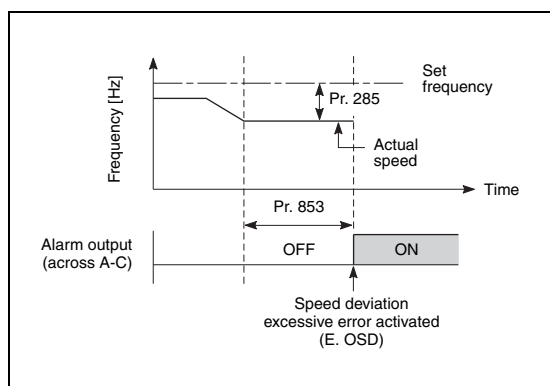 Frequency [Hz]
Set
frequency
Pr. 285
Actual
speed
Time
Pr. 853
Alarm output
(across A-C)
OFF
ON
Speed deviation
excessive error activated
(E. OSD)